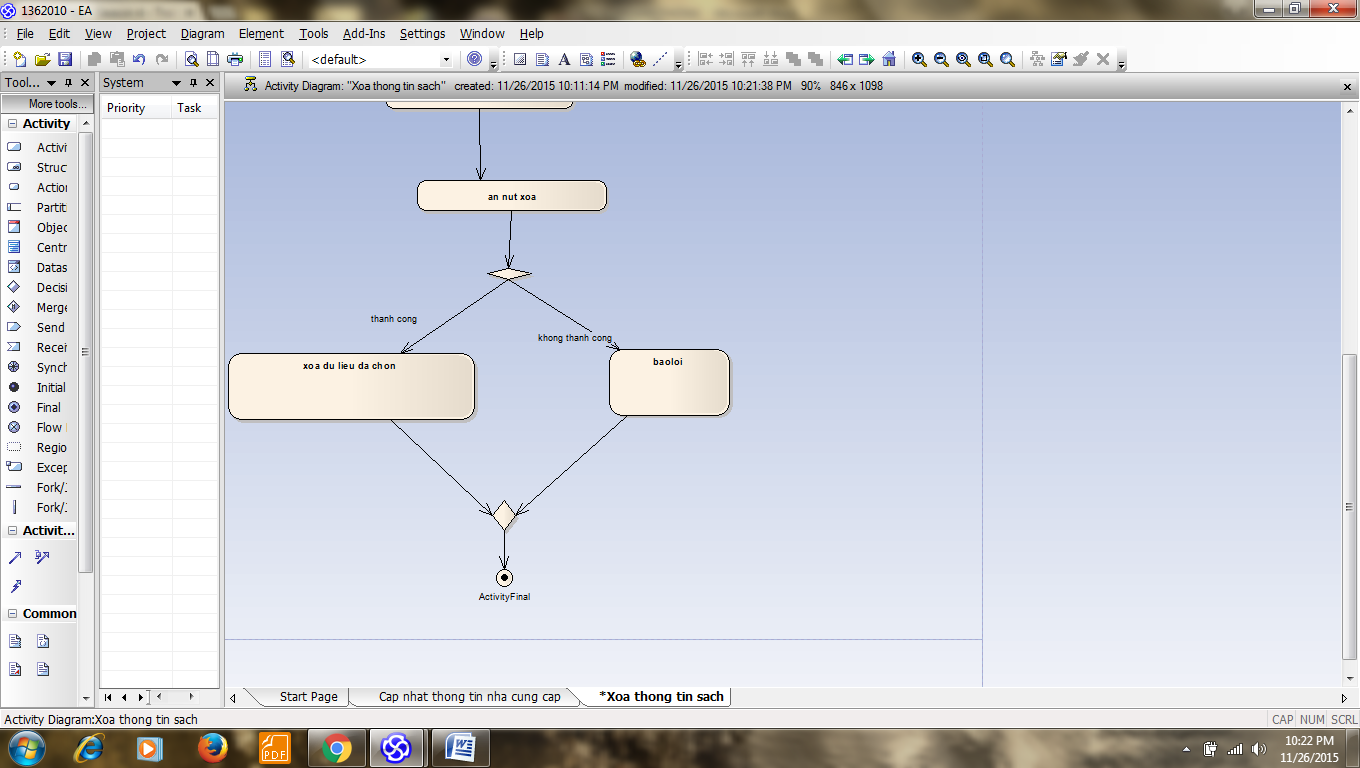 1362010 - EA
File Edit View Project Diagram Element Tools Add-Ins Settings Window Help
<default>
Tool...
System
Activity Diagram: "Xoa thong tin sach" created: 11/26/2015 10:11:14 PM modified: 11/26/2015 10:21:38 PM 90% 846 x 1098
More tools...
Priority Task
Activity
Activi
Struc
Action
Partit
Objec
Centr
Datas
Decisi
Merge
Send
Recei
Synch
Initial
Final
Flow
Regio
Excep
Fork/J
Fork/J
Activit...
Common
an nut xoa
thanh cong
khong thanh cong
xoa du lieu da chon
baoloi
ActivityFinal
Start Page Cap nhat thong tin nha cung cap *Xoa thong tin sach
Activity Diagram:Xoa thong tin sach
CAP NUM SCRL
PDF
10:22 PM
11/26/2015